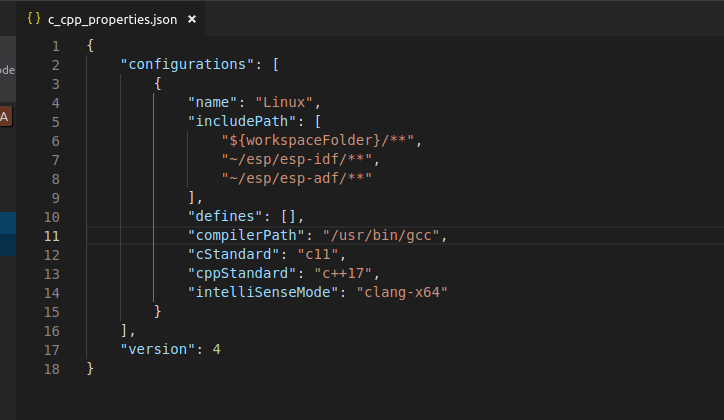 {} c_cpp_properties.json ×
ode
A
1 {
2 "configurations": [
3 {
4 "name": "Linux",
5 "includePath": [
6 "${workspaceFolder}/**",
7 "~/esp/esp-idf/**",
8 "~/esp/esp-adf/**"
9 ],
10 "defines": [],
11 "compilerPath": "/usr/bin/gcc",
12 "cStandard": "c11",
13 "cppStandard": "c++17",
14 "intelliSenseMode": "clang-x64"
15 }
16 ],
17 "version": 4
18 }